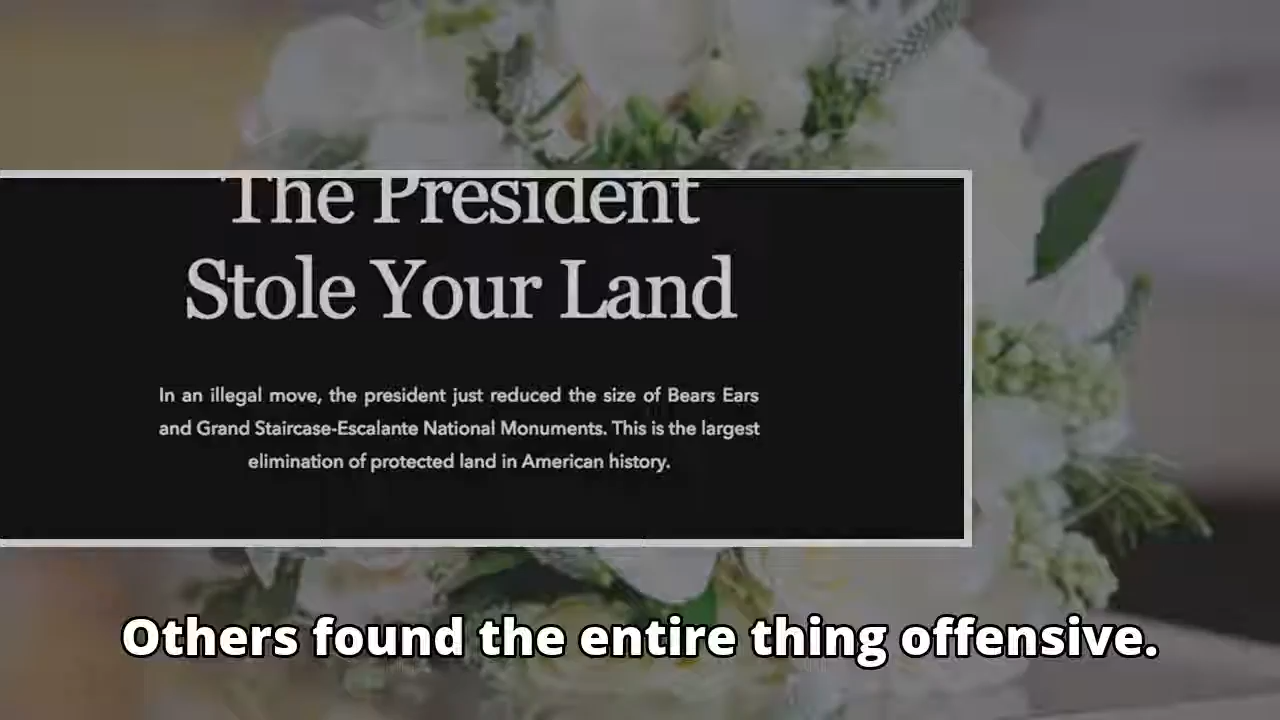 The President
Stole Your Land
In an illegal move, the president just reduced the size of Bears Ears
and Grand Staircase-Escalante National Monuments. This is the largest
elimination of protected land in American history.
Others found the entire thing offensive.